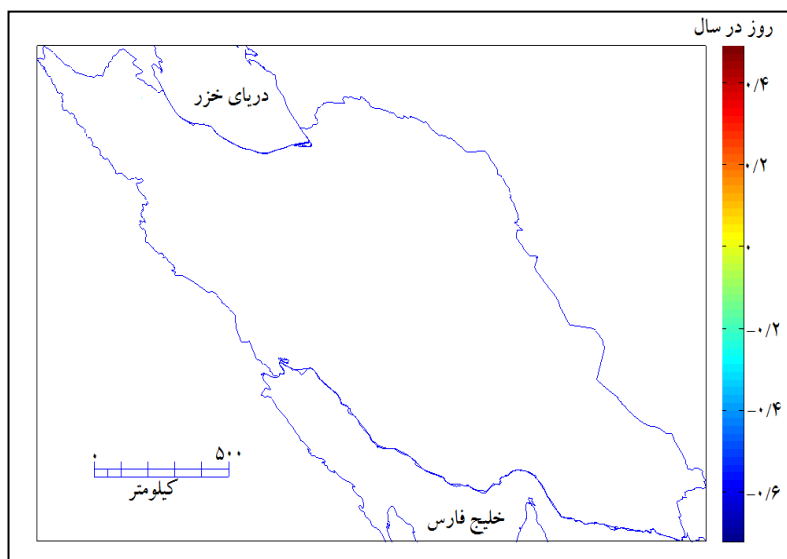 روز در سال
دریای خزر
۰/۴
۰/۲
۰
-۰/۲
-۰/۴
-۰/۶
۰ ۵۰۰
کیلومتر
خلیج فارس